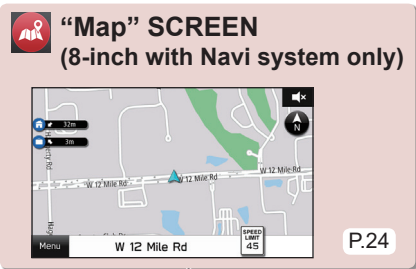 “Map” SCREEN
(8-inch with Navi system only)
32m
3m
N
W 12 Mile Rd
W 12 Mile Rd
W 12 Mile Rd
Menu
W 12 Mile Rd
SPEED
LIMIT
45
P.24